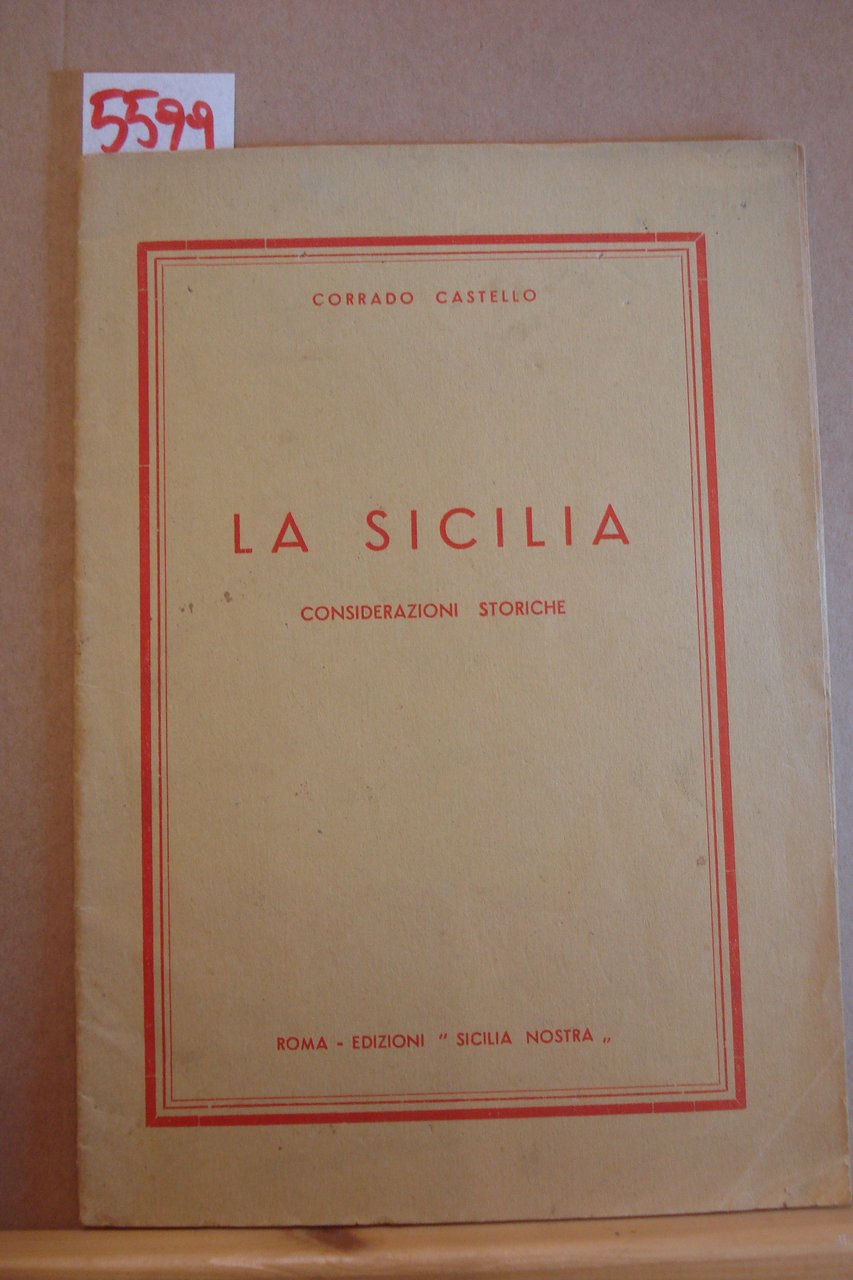 5599
CORRADO CASTELLO
LA SICILIA
CONSIDERAZIONI STORICHE
ROMA - EDIZIONI " SICILIA NOSTRA „